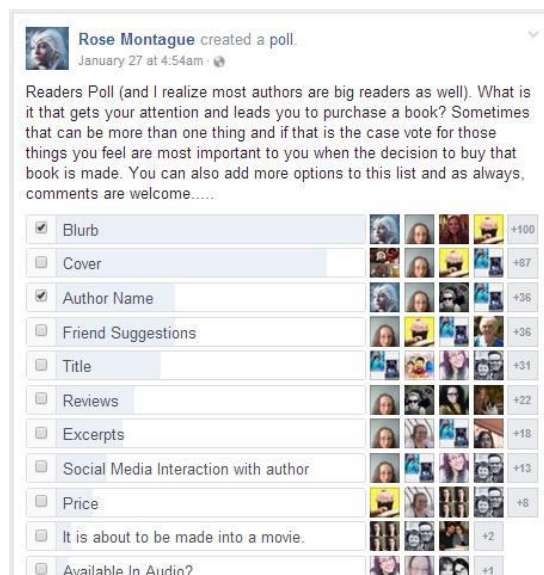 Rose Montague created a poll.
January 27 at 4:54am ·
Readers Poll (and I realize most authors are big readers as well). What is
it that gets your attention and leads you to purchase a book? Sometimes
that can be more than one thing and if that is the case vote for those
things you feel are most important to you when the decision to buy that
book is made. You can also add more options to this list and as always,
comments are welcome.....
Blurb +100
Cover +87
Author Name +36
Friend Suggestions +36
Title +31
Reviews +22
Excerpts +18
Social Media Interaction with author +13
Price +8
It is about to be made into a movie. +2
Available In Audio? +1